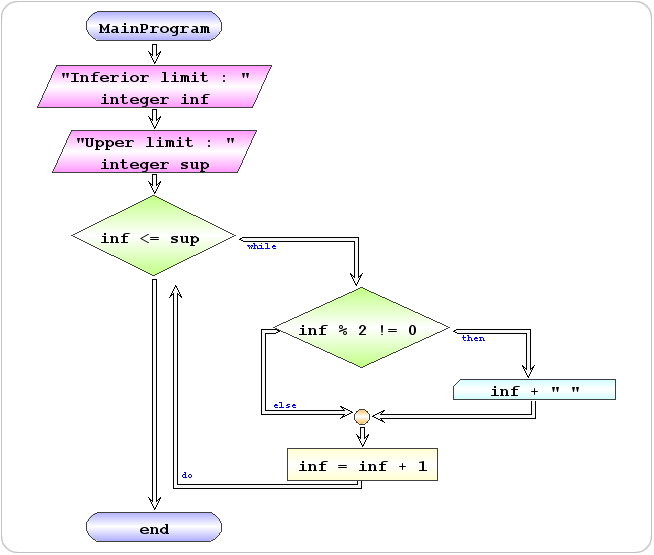 MainProgram
"Inferior limit : "
integer inf
"Upper limit : "
integer sup
inf <= sup
while
inf % 2 != 0
then
inf + " "
else
inf = inf + 1
do
end